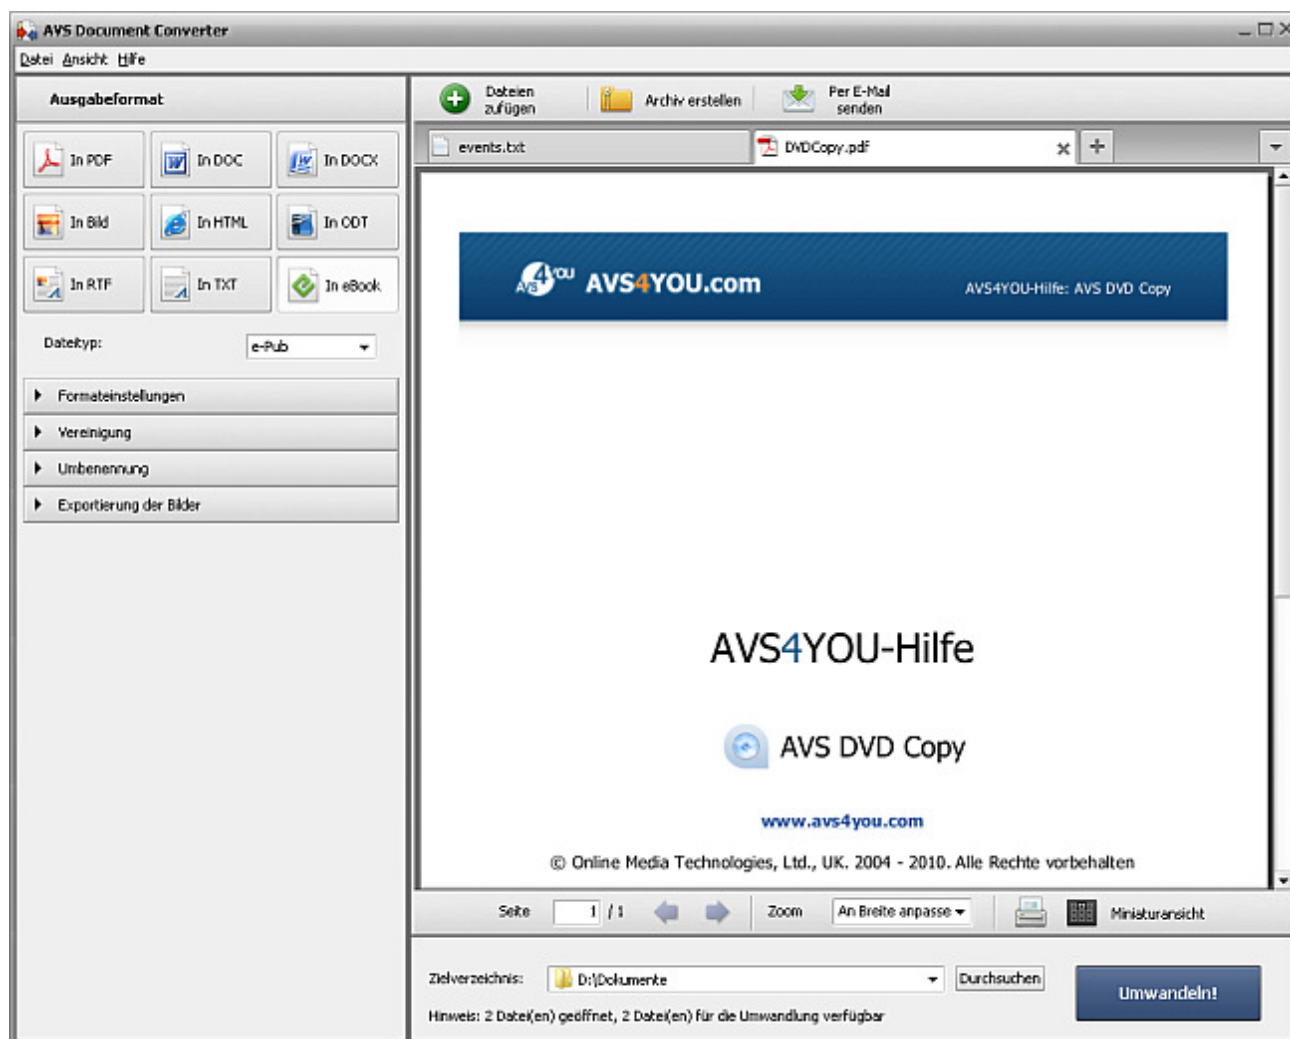 AVS Document Converter
Datei Ansicht Hilfe
Ausgabeformat
In PDF
In DOC
In DOCX
In Bild
In HTML
In ODT
In RTF
In TXT
In eBook
Dateityp:
e-Pub
Formateinstellungen
Vereinigung
Umbenennung
Exportierung der Bilder
Dateien
zufügen
Archiv erstellen
Per E-Mail
senden
events.txt
DVDCopy.pdf
AVS4YOU AVS4YOU.com
AVS4YOU-Hilfe: AVS DVD Copy
AVS4YOU-Hilfe
AVS DVD Copy
www.avs4you.com
© Online Media Technologies, Ltd., UK. 2004 - 2010. Alle Rechte vorbehalten
Seite 1 / 1
Zoom An Breite anpasse
Miniaturansicht
Zielverzeichnis: D:\Dokumente
Durchsuchen
Umwandeln!
Hinweis: 2 Datei(en) geöffnet, 2 Datei(en) für die Umwandlung verfügbar